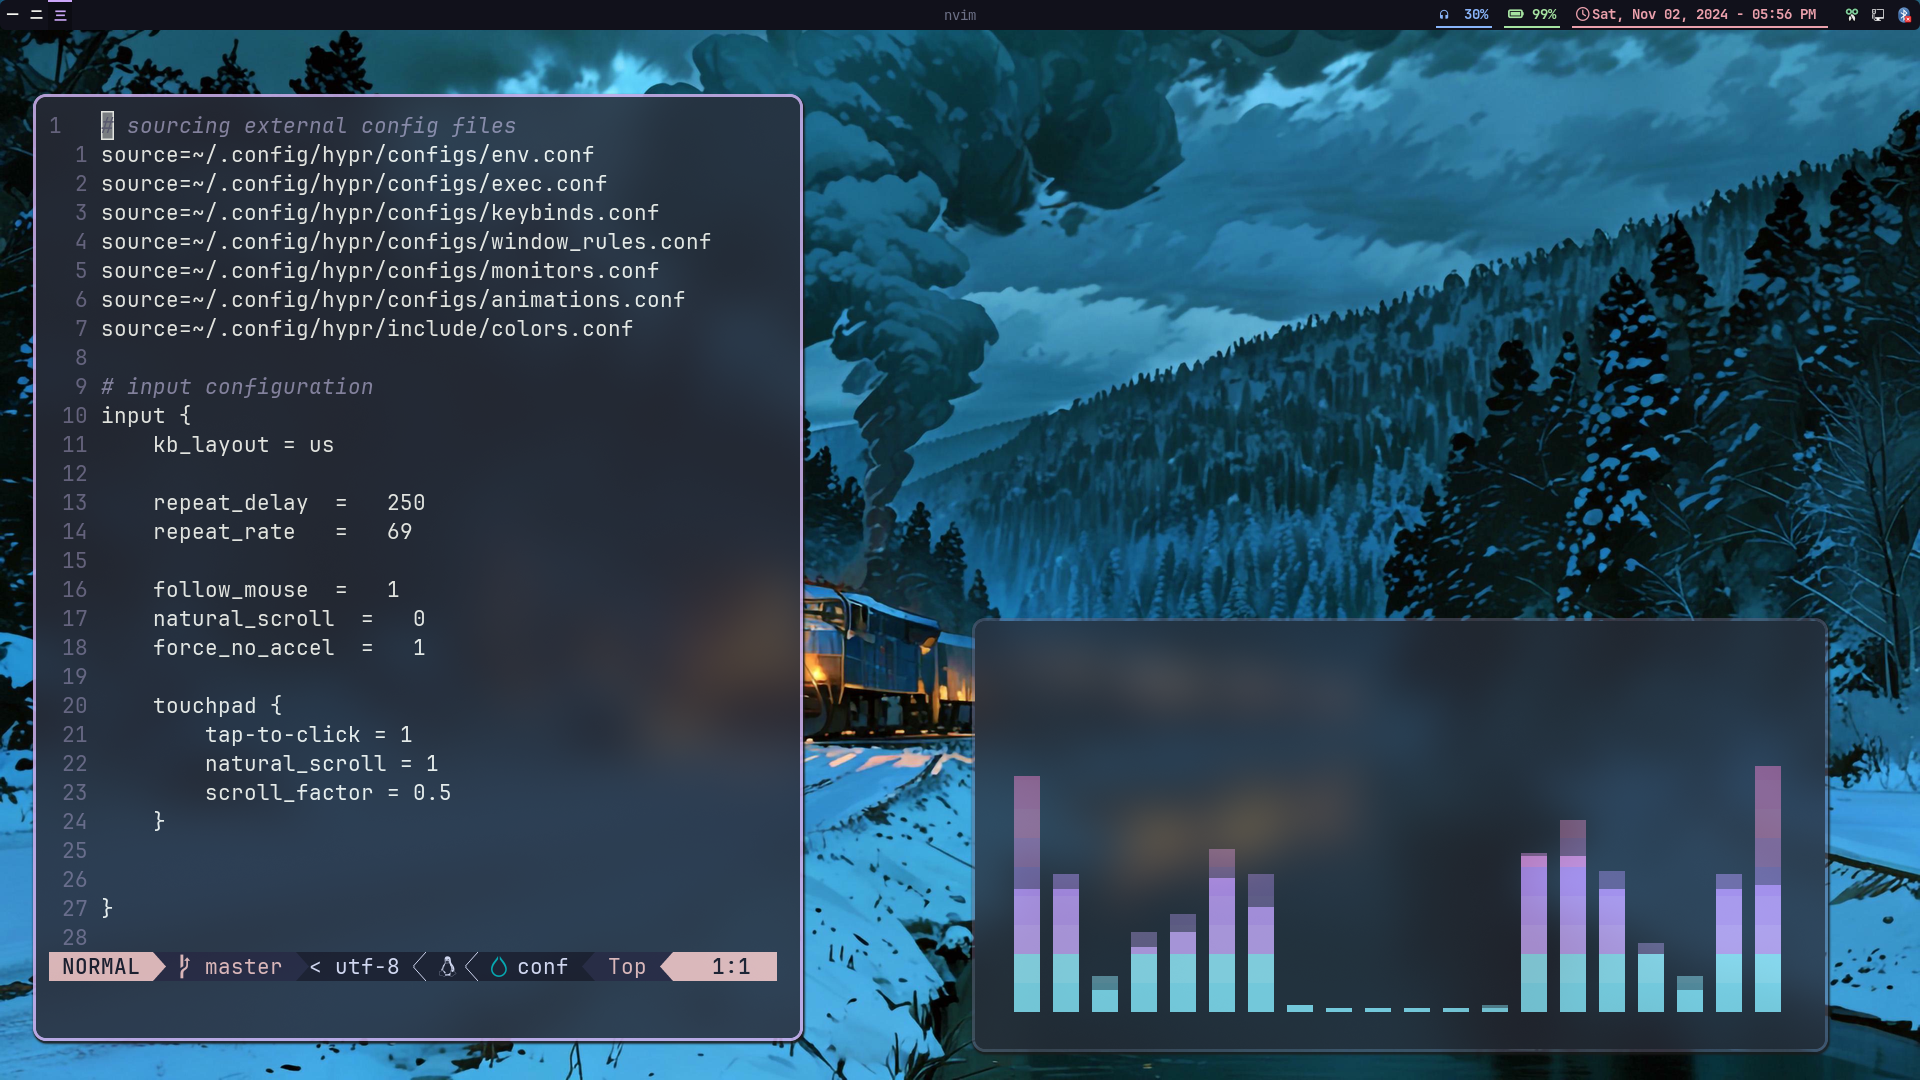 一 二 三
nvim
30% 99% Sat, Nov 02, 2024 - 05:56 PM
1 # sourcing external config files
1 source=~/.config/hypr/configs/env.conf
2 source=~/.config/hypr/configs/exec.conf
3 source=~/.config/hypr/configs/keybinds.conf
4 source=~/.config/hypr/configs/window_rules.conf
5 source=~/.config/hypr/configs/monitors.conf
6 source=~/.config/hypr/configs/animations.conf
7 source=~/.config/hypr/include/colors.conf
8
9 # input configuration
10 input {
11     kb_layout = us
12
13     repeat_delay  =   250
14     repeat_rate   =   69
15
16     follow_mouse  =   1
17     natural_scroll  =   0
18     force_no_accel  =   1
19
20     touchpad {
21         tap-to-click = 1
22         natural_scroll = 1
23         scroll_factor = 0.5
24     }
25
26
27 }
28
NORMAL master < utf-8 conf Top 1:1